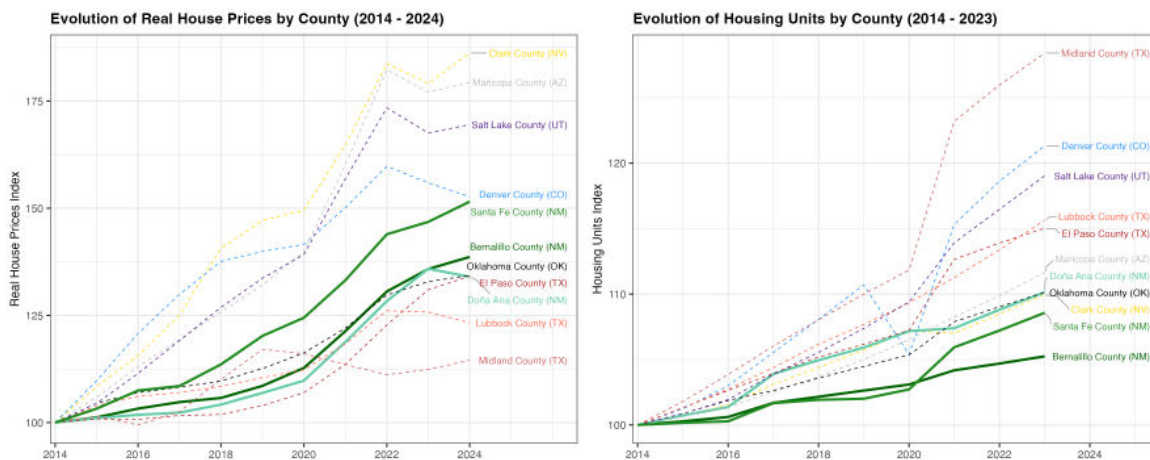 Evolution of Real House Prices by County (2014 - 2024)
Real House Prices Index
175
150
125
100
2014 2016 2018 2020 2022 2024
Clark County (NV)
Maricopa County (AZ)
Salt Lake County (UT)
Denver County (CO)
Santa Fe County (NM)
Bernalillo County (NM)
Oklahoma County (OK)
El Paso County (TX)
Doña Ana County (NM)
Lubbock County (TX)
Midland County (TX)
Evolution of Housing Units by County (2014 - 2023)
Housing Units Index
120
110
100
2014 2016 2018 2020 2022 2024
Midland County (TX)
Denver County (CO)
Salt Lake County (UT)
Lubbock County (TX)
El Paso County (TX)
Maricopa County (AZ)
Doña Ana County (NM)
Oklahoma County (OK)
Clark County (NV)
Santa Fe County (NM)
Bernalillo County (NM)